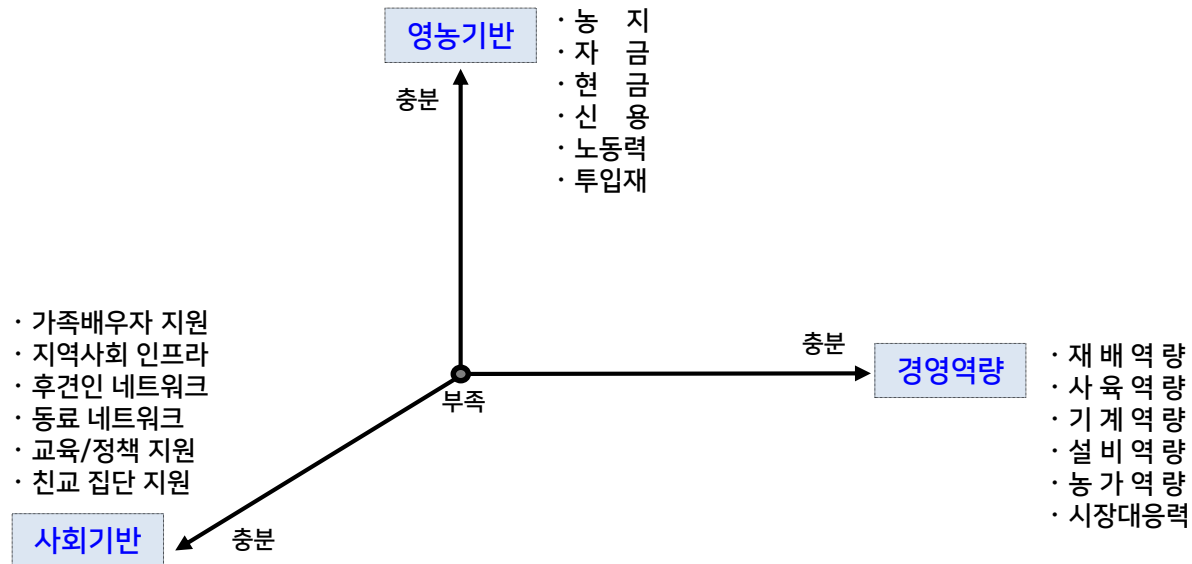 영농기반
· 농 지
· 자 금
· 현 금
· 신 용
· 노동력
· 투입재
충분
· 가족배우자 지원
· 지역사회 인프라
· 후견인 네트워크
· 동료 네트워크
· 교육/정책 지원
· 친교 집단 지원
사회기반
충분
부족
충분
경영역량
· 재 배 역 량
· 사 육 역 량
· 기 계 역 량
· 설 비 역 량
· 농 가 역 량
· 시장대응력